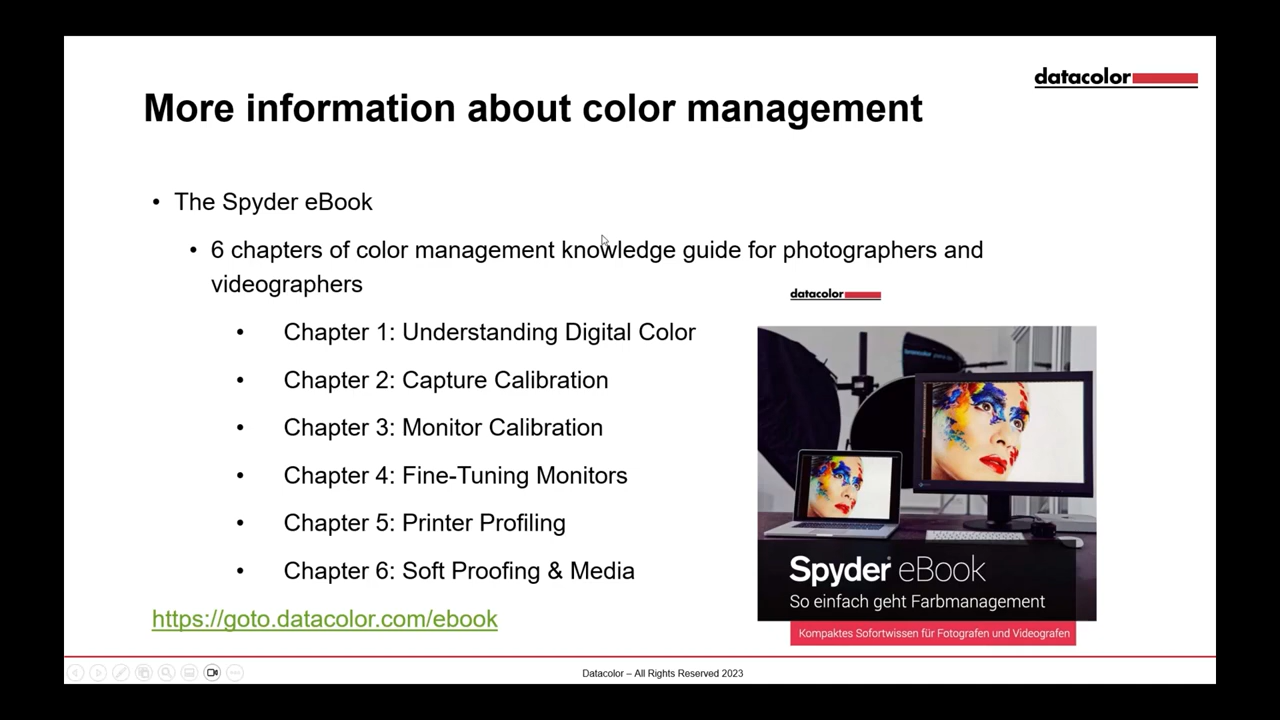 datacolor
More information about color management
• The Spyder eBook
• 6 chapters of color management knowledge guide for photographers and
videographers
datacolor
• Chapter 1: Understanding Digital Color
• Chapter 2: Capture Calibration
• Chapter 3: Monitor Calibration
• Chapter 4: Fine-Tuning Monitors
• Chapter 5: Printer Profiling
• Chapter 6: Soft Proofing & Media
https://goto.datacolor.com/ebook
Spyder® eBook
So einfach geht Farbmanagement
Kompaktes Sofortwissen für Fotografen und Videografen
Datacolor – All Rights Reserved 2023